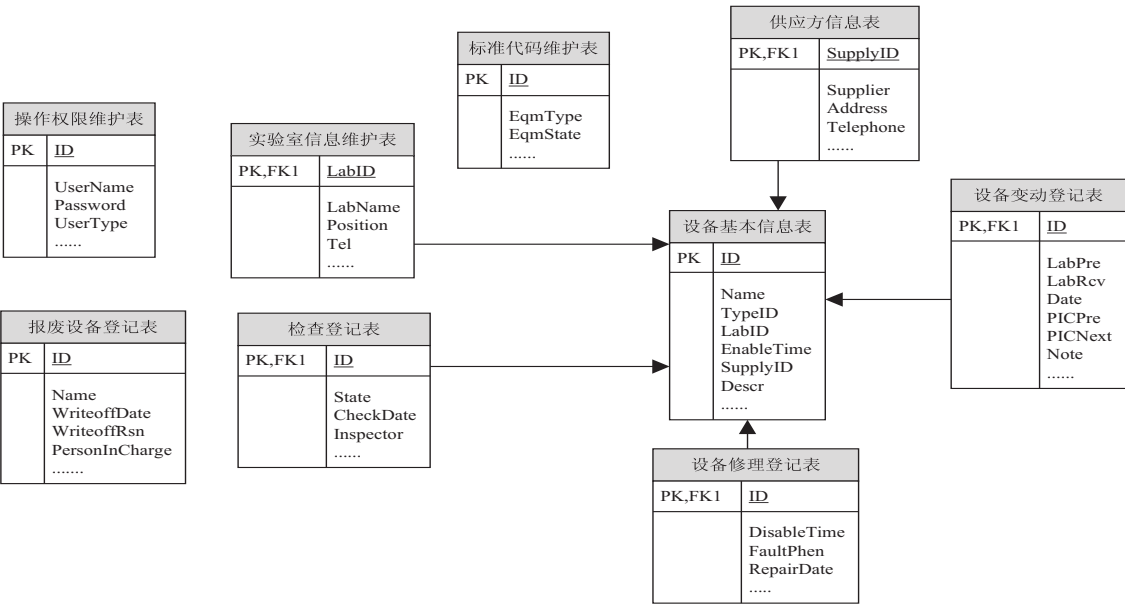 操作权限维护表
PK ID
UserName
Password
UserType
......
实验室信息维护表
PK,FK1 LabID
LabName
Position
Tel
......
标准代码维护表
PK ID
EqmType
EqmState
......
供应方信息表
PK,FK1 SupplyID
Supplier
Address
Telephone
......
设备基本信息表
PK ID
Name
TypeID
LabID
EnableTime
SupplyID
Descr
......
设备变动登记表
PK,FK1 ID
LabPre
LabRcv
Date
PICPre
PICNext
Note
......
报废设备登记表
PK ID
Name
WriteoffDate
WriteoffRsn
PersonInCharge
.......
检查登记表
PK,FK1 ID
State
CheckDate
Inspector
......
设备修理登记表
PK,FK1 ID
DisableTime
FaultPhen
RepairDate
.....